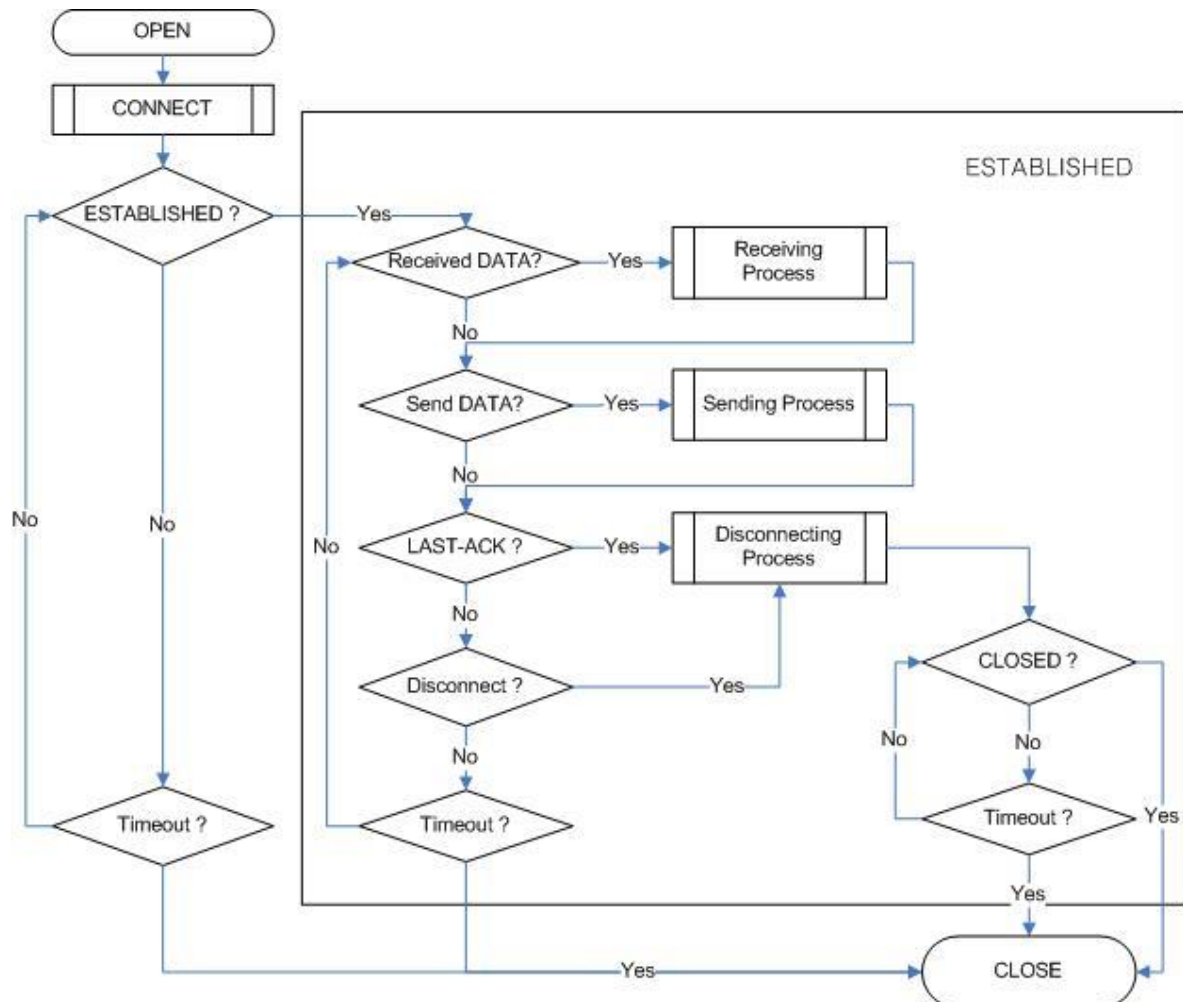 OPEN
CONNECT
ESTABLISHED
ESTABLISHED ?
Yes
Received DATA?
Yes
Receiving
Process
No
Send DATA?
Yes
Sending Process
No
No
No
No
LAST-ACK ?
Yes
Disconnecting
Process
No
CLOSED ?
Disconnect ?
Yes
No
No
No
Timeout ?
Timeout ?
Timeout ?
Yes
Yes
Yes
CLOSE